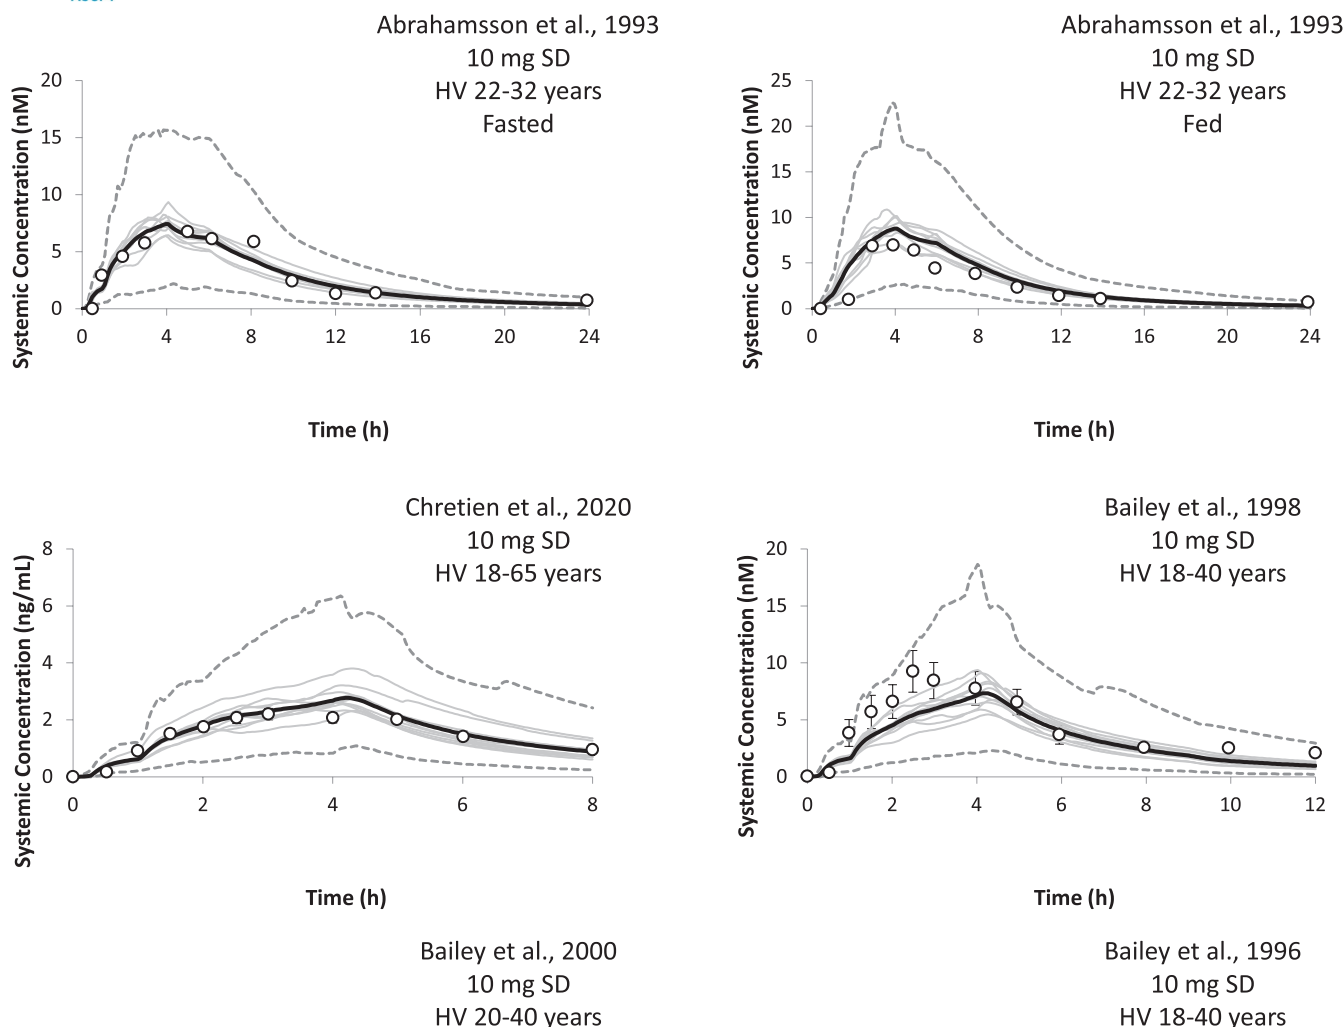 Abrahamsson et al., 1993
10 mg SD
HV 22-32 years
Fasted
Systemic Concentration (nM)
20
15
10
5
0
0 4 8 12 16 20 24
Time (h)
Abrahamsson et al., 1993
10 mg SD
HV 22-32 years
Fed
Systemic Concentration (nM)
25
20
15
10
5
0
0 4 8 12 16 20 24
Time (h)
Chretien et al., 2020
10 mg SD
HV 18-65 years
Systemic Concentration (ng/mL)
8
6
4
2
0
0 2 4 6 8
Time (h)
Bailey et al., 1998
10 mg SD
HV 18-40 years
Systemic Concentration (nM)
20
15
10
5
0
0 2 4 6 8 10 12
Time (h)
Bailey et al., 2000
10 mg SD
HV 20-40 years
Bailey et al., 1996
10 mg SD
HV 18-40 years